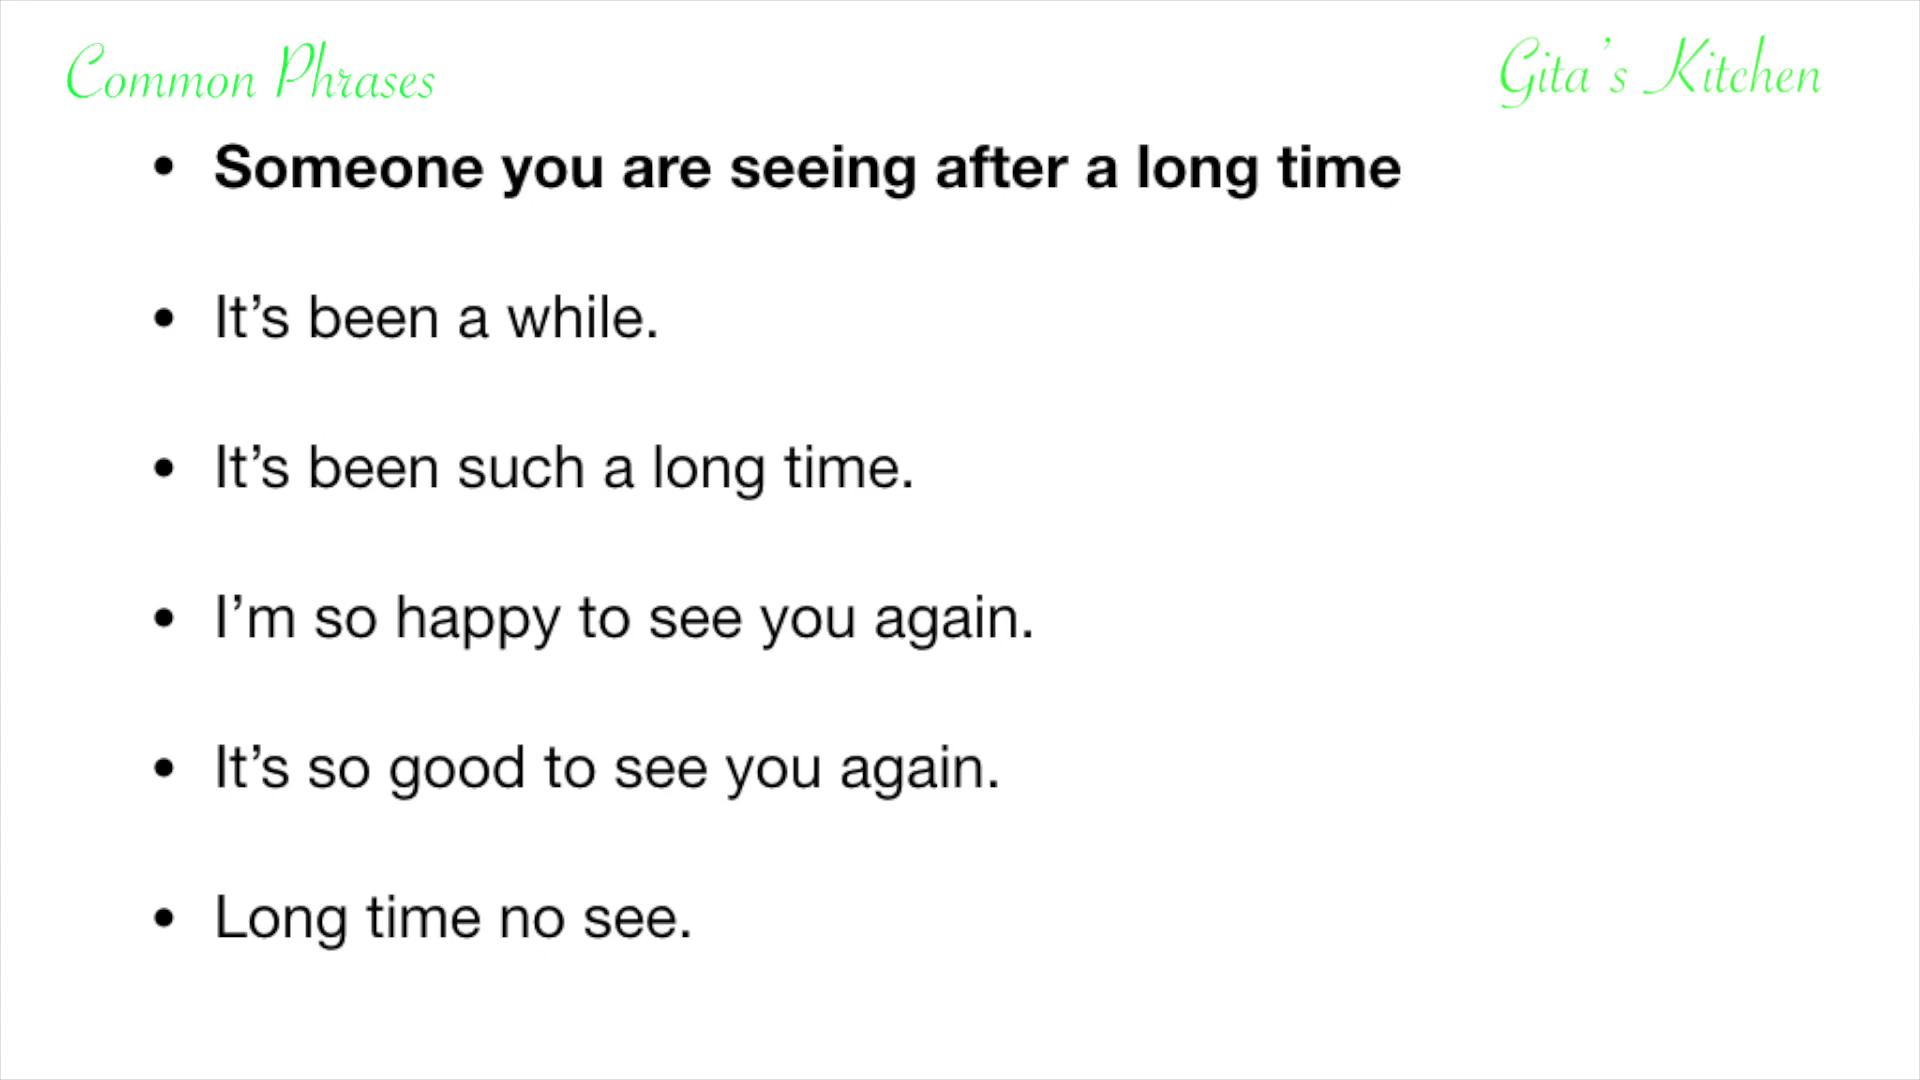 Common Phrases
Gita's Kitchen
• Someone you are seeing after a long time
• It’s been a while.
• It’s been such a long time.
• I’m so happy to see you again.
• It’s so good to see you again.
• Long time no see.